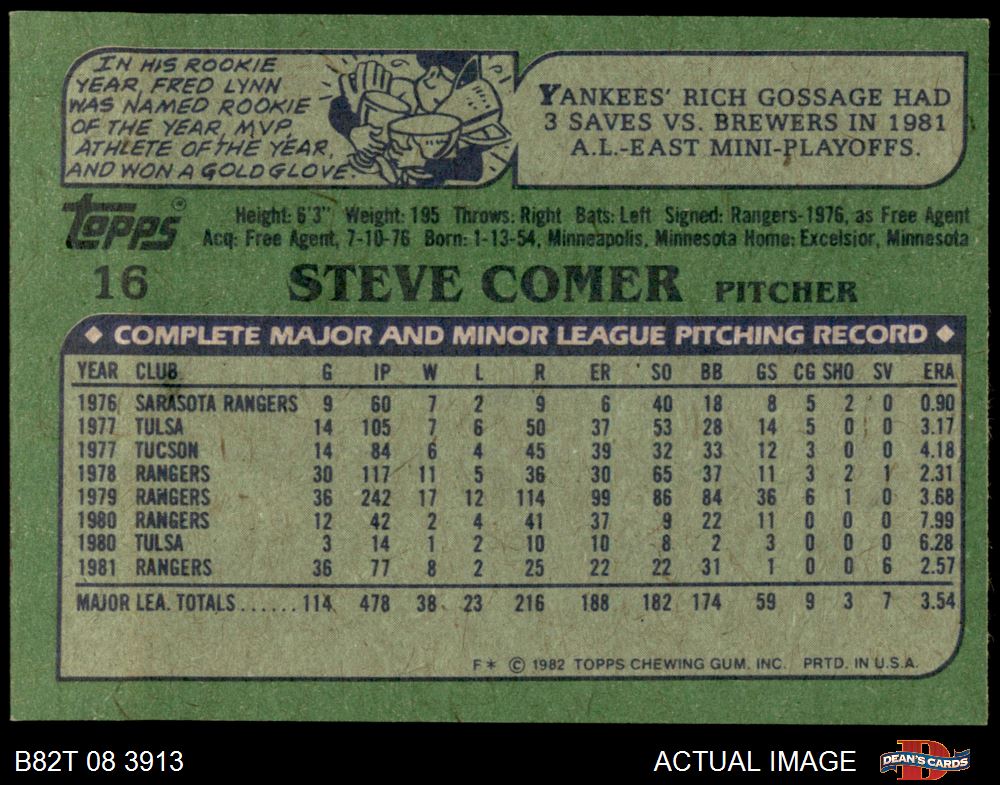 IN HIS ROOKIE
YEAR, FRED LYNN
WAS NAMED ROOKIE
OF THE YEAR, MVP,
ATHLETE OF THE YEAR,
AND WON A GOLD GLOVE.
YANKEES' RICH GOSSAGE HAD
3 SAVES VS. BREWERS IN 1981
A.L.-EAST MINI-PLAYOFFS.
Topps®
Height: 6'3" Weight: 195 Throws: Right Bats: Left Signed: Rangers-1976, as Free Agent
Acq: Free Agent, 7-10-76 Born: 1-13-54, Minneapolis, Minnesota Home: Excelsior, Minnesota
16 STEVE COMER PITCHER
◆ COMPLETE MAJOR AND MINOR LEAGUE PITCHING RECORD ◆
YEAR CLUB G IP W L R ER SO BB GS CG SHO SV ERA
1976 SARASOTA RANGERS 9 60 7 2 9 6 40 18 8 5 2 0 0.90
1977 TULSA 14 105 7 6 50 37 53 28 14 5 0 0 3.17
1977 TUCSON 14 84 6 4 45 39 32 33 12 3 0 0 4.18
1978 RANGERS 30 117 11 5 36 30 65 37 11 3 2 1 2.31
1979 RANGERS 36 242 17 12 114 99 86 84 36 6 1 0 3.68
1980 RANGERS 12 42 2 4 41 37 9 22 11 0 0 0 7.99
1980 TULSA 3 14 1 2 10 10 8 2 3 0 0 0 6.28
1981 RANGERS 36 77 8 2 25 22 22 31 1 0 0 6 2.57
MAJOR LEA. TOTALS...... 114 478 38 23 216 188 182 174 59 9 3 7 3.54
F* © 1982 TOPPS CHEWING GUM, INC. PRTD. IN U.S.A.
B82T 08 3913 ACTUAL IMAGE DEAN'S CARDS